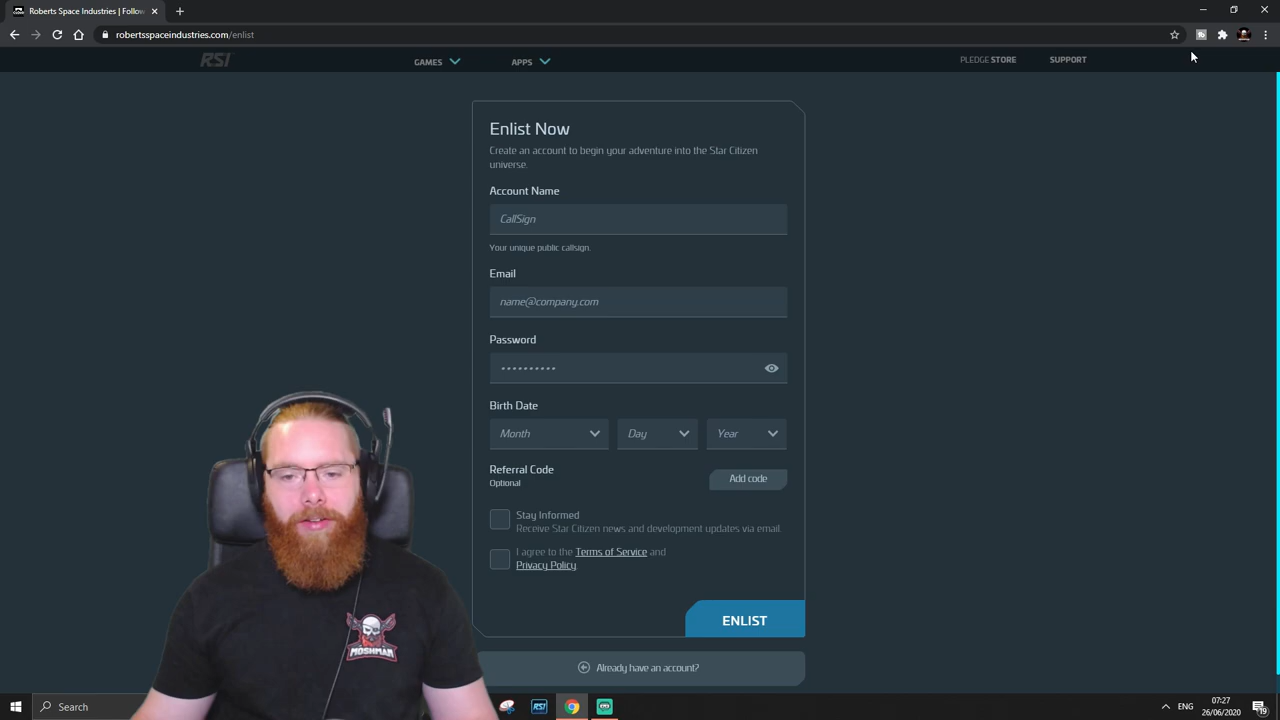 Roberts Space Industries | Follow
robertsspaceindustries.com/enlist
RSI
GAMES
APPS
PLEDGE STORE
SUPPORT
Enlist Now
Create an account to begin your adventure into the Star Citizen
universe.
Account Name
CallSign
Your unique public callsign.
Email
name@company.com
Password
Birth Date
Month
Day
Year
Referral Code
Optional
Add code
Stay Informed
Receive Star Citizen news and development updates via email.
I agree to the Terms of Service and
Privacy Policy.
ENLIST
Already have an account?
MOSHMAN
Search
RSI
ENG
07:27
26/06/2020